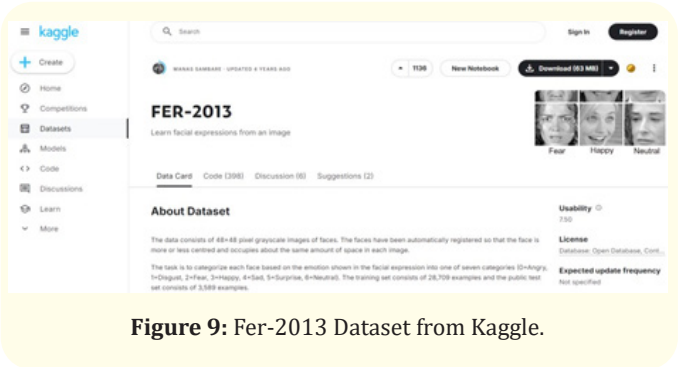 kaggle
Search
Sign In
Register
Create
MANAS SAMBARE · UPDATED 4 YEARS AGO
1136
New Notebook
Download (63 MB)
Home
Competitions
Datasets
Models
Code
Discussions
Learn
More
FER-2013
Learn facial expressions from an image
Fear Happy Neutral
Data Card Code (398) Discussion (6) Suggestions (2)
About Dataset
The data consists of 48×48 pixel grayscale images of faces. The faces have been automatically registered so that the face is
more or less centred and occupies about the same amount of space in each image.
The task is to categorize each face based on the emotion shown in the facial expression into one of seven categories (0=Angry,
1=Disgust, 2=Fear, 3=Happy, 4=Sad, 5=Surprise, 6=Neutral). The training set consists of 28,709 examples and the public test
set consists of 3,589 examples.
Usability
7.50
License
Database: Open Database, Cont...
Expected update frequency
Not specified
Figure 9: Fer-2013 Dataset from Kaggle.